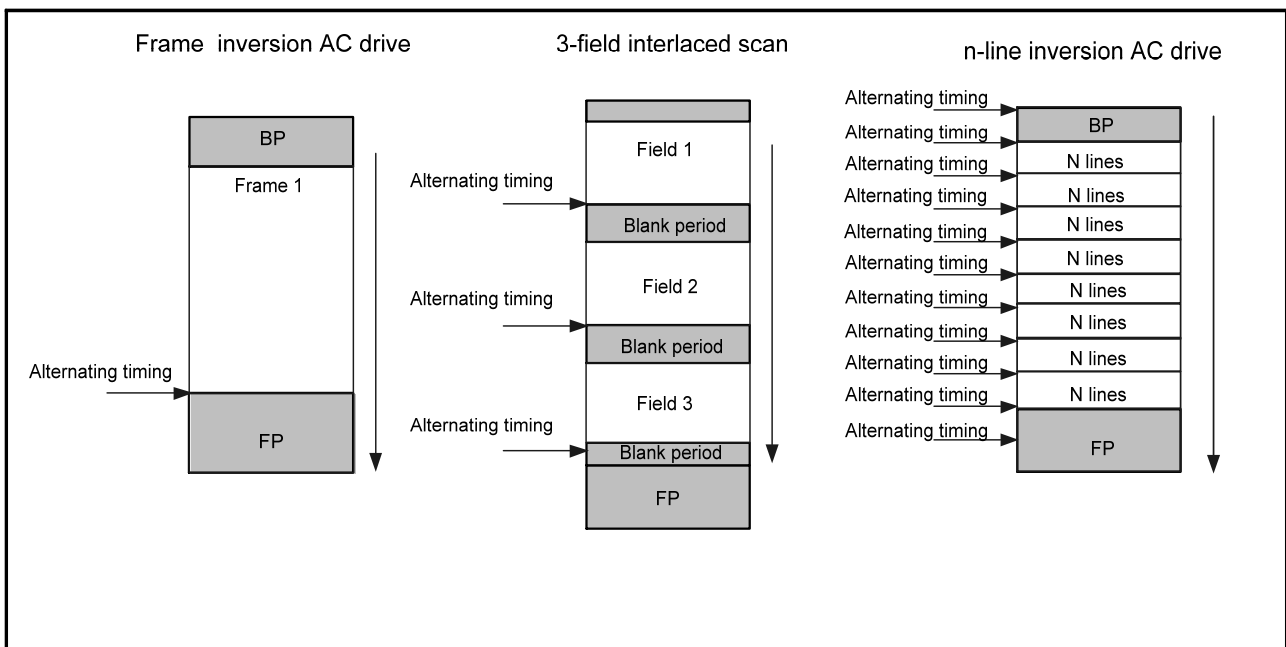 Frame inversion AC drive
BP
Frame 1
Alternating timing
FP
3-field interlaced scan
Field 1
Alternating timing
Blank period
Field 2
Alternating timing
Blank period
Field 3
Alternating timing
Blank period
FP
n-line inversion AC drive
Alternating timing
BP
Alternating timing
N lines
Alternating timing
N lines
Alternating timing
N lines
Alternating timing
N lines
Alternating timing
N lines
Alternating timing
N lines
Alternating timing
N lines
Alternating timing
N lines
Alternating timing
Alternating timing
FP